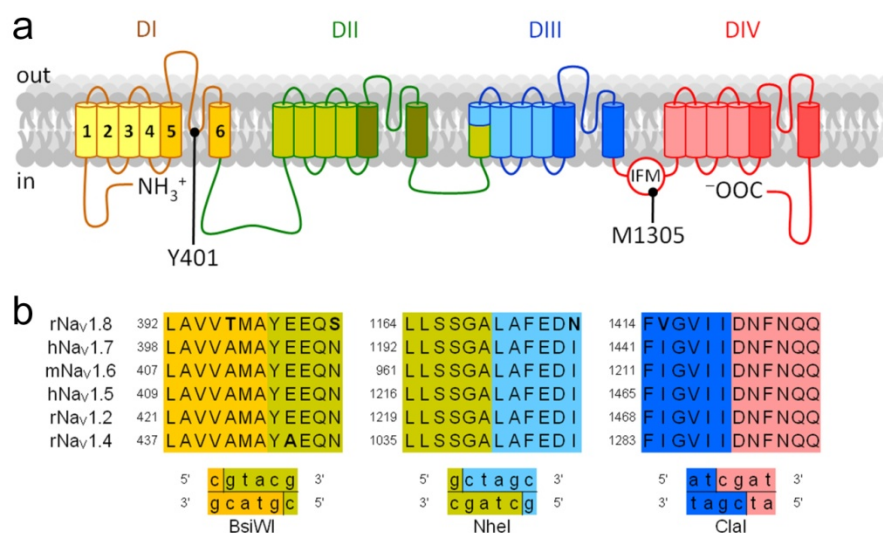 a
DI DII DIII DIV
out
1 2 3 4 5 6
in
NH₃⁺
IFM
⁻OOC
Y401
M1305
b
rNaᵥ1.8 392 LAVVTMAYEEQS 1164 LLSSGALAFEDN 1414 FVGVIIDNFNQQ
hNaᵥ1.7 398 LAVVAMAYEEQN 1192 LLSSGALAFEDI 1441 FIGVIIDNFNQQ
mNaᵥ1.6 407 LAVVAMAYEEQN 961 LLSSGALAFEDI 1211 FIGVIIDNFNQQ
hNaᵥ1.5 409 LAVVAMAYEEQN 1216 LLSSGALAFEDI 1465 FIGVIIDNFNQQ
rNaᵥ1.2 421 LAVVAMAYEEQN 1219 LLSSGALAFEDI 1468 FIGVIIDNFNQQ
rNaᵥ1.4 437 LAVVAMAYAEQN 1035 LLSSGALAFEDI 1283 FIGVIIDNFNQQ
5' cgtacg 3' 5' gctagc 3' 5' atcgat 3'
3' gcatgc 5' 3' cgatcg 5' 3' tagcta 5'
BsiWI NheI ClaI